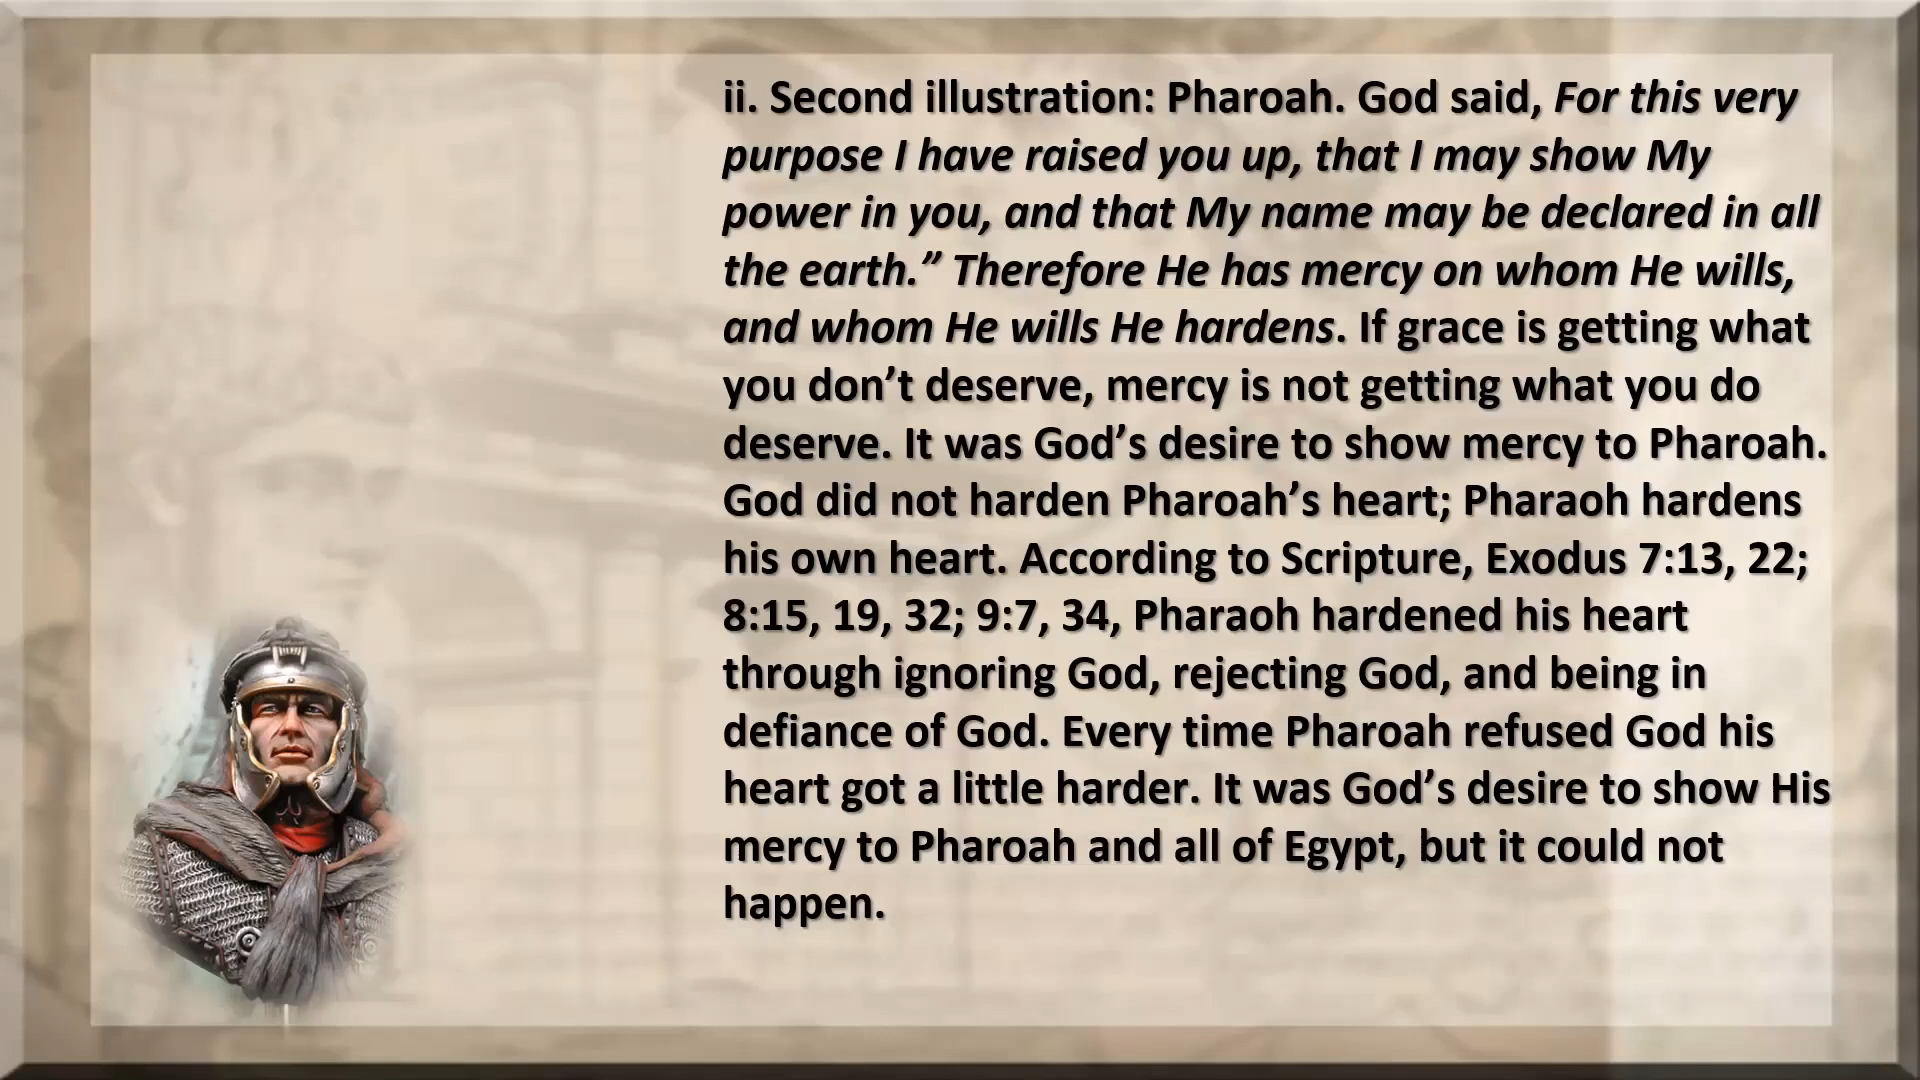 ii. Second illustration: Pharoah. God said, For this very
purpose I have raised you up, that I may show My
power in you, and that My name may be declared in all
the earth.” Therefore He has mercy on whom He wills,
and whom He wills He hardens. If grace is getting what
you don’t deserve, mercy is not getting what you do
deserve. It was God’s desire to show mercy to Pharoah.
God did not harden Pharoah’s heart; Pharaoh hardens
his own heart. According to Scripture, Exodus 7:13, 22;
8:15, 19, 32; 9:7, 34, Pharaoh hardened his heart
through ignoring God, rejecting God, and being in
defiance of God. Every time Pharoah refused God his
heart got a little harder. It was God’s desire to show His
mercy to Pharoah and all of Egypt, but it could not
happen.